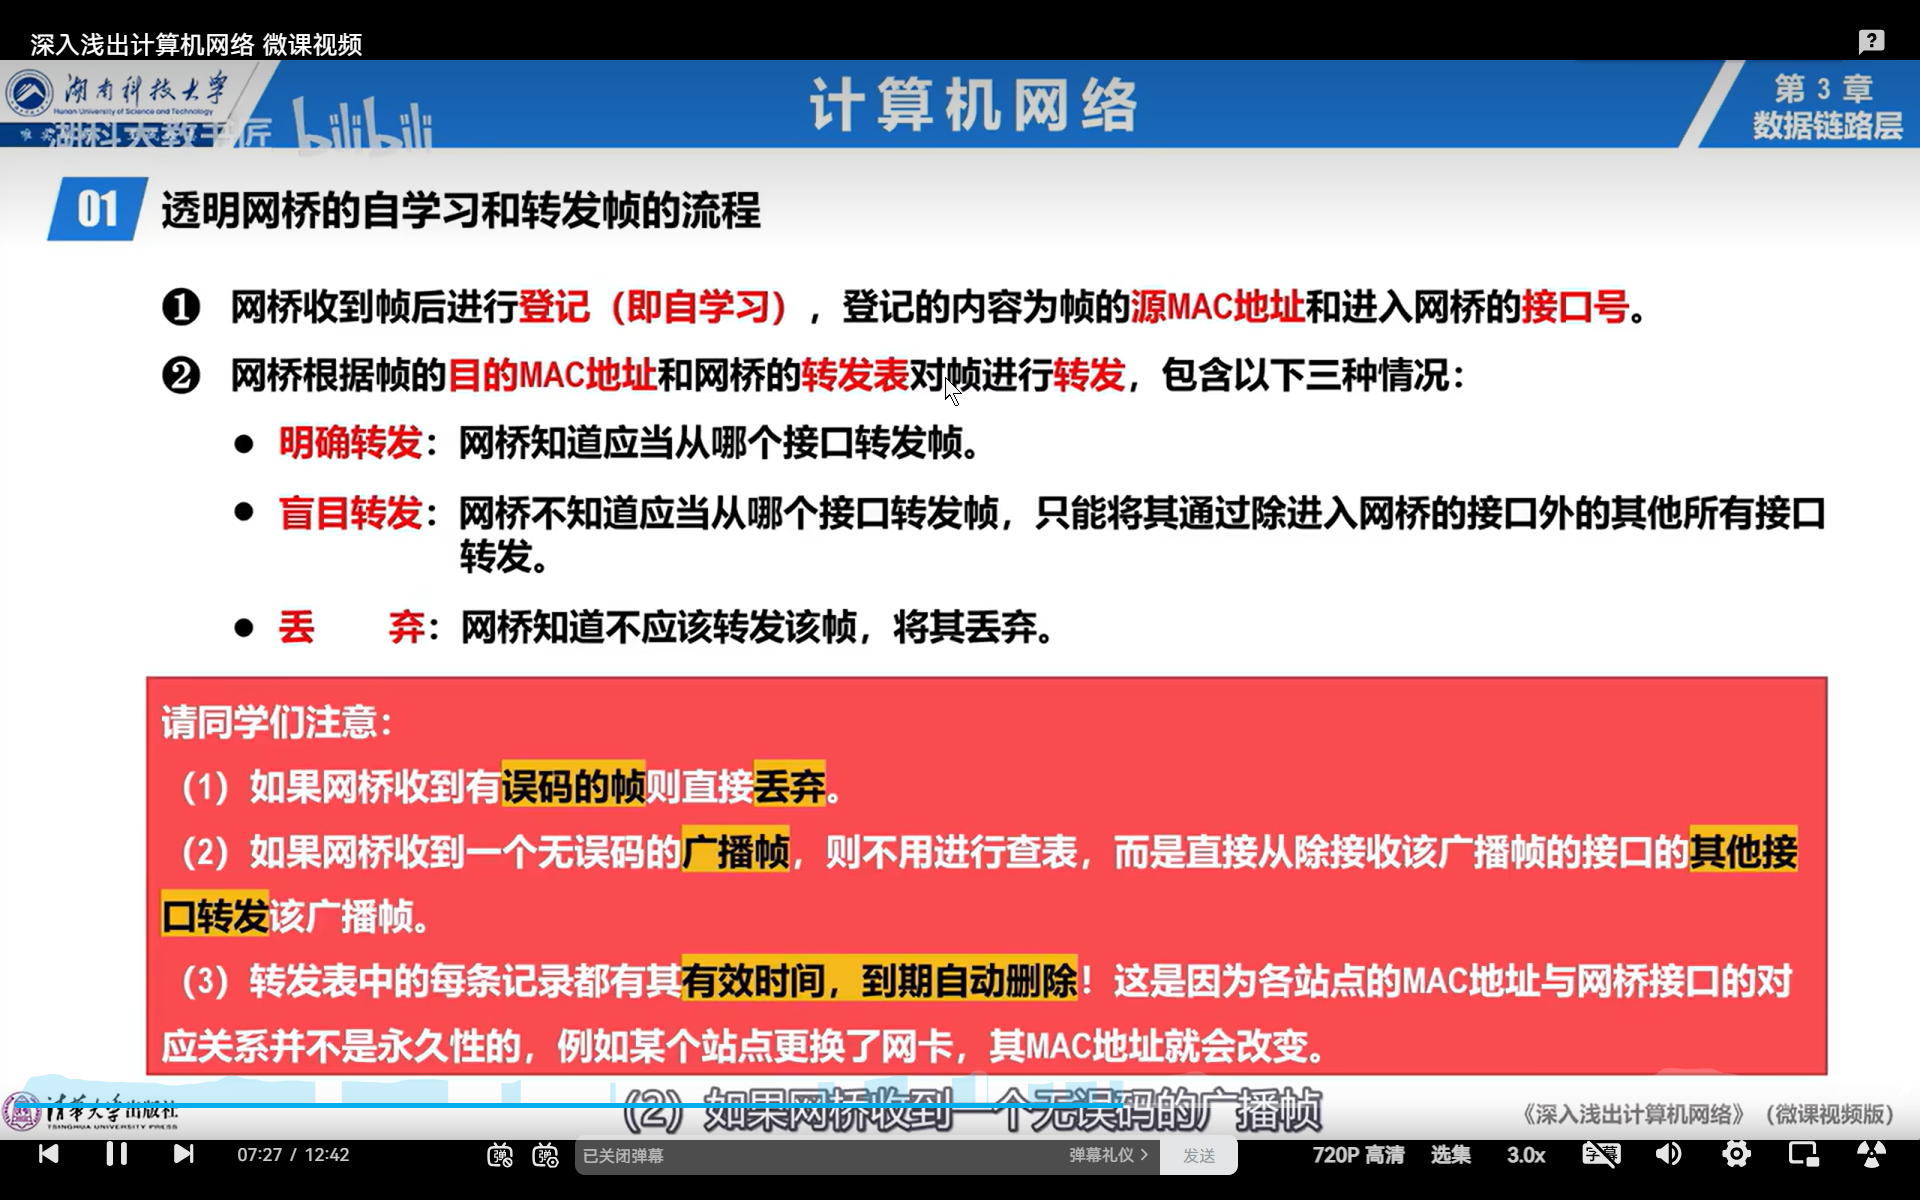 深入浅出计算机网络 微课视频
湖南科技大学
Hunan University of Science and Technology
湖科大教书匠 bilibili
计算机网络
第 3 章
数据链路层
01 透明网桥的自学习和转发帧的流程
❶ 网桥收到帧后进行登记（即自学习），登记的内容为帧的源MAC地址和进入网桥的接口号。
❷ 网桥根据帧的目的MAC地址和网桥的转发表对帧进行转发，包含以下三种情况：
● 明确转发：网桥知道应当从哪个接口转发帧。
● 盲目转发：网桥不知道应当从哪个接口转发帧，只能将其通过除进入网桥的接口外的其他所有接口
转发。
● 丢 弃：网桥知道不应该转发该帧，将其丢弃。
请同学们注意：
（1）如果网桥收到有误码的帧则直接丢弃。
（2）如果网桥收到一个无误码的广播帧，则不用进行查表，而是直接从除接收该广播帧的接口的其他接
口转发该广播帧。
（3）转发表中的每条记录都有其有效时间，到期自动删除！这是因为各站点的MAC地址与网桥接口的对
应关系并不是永久性的，例如某个站点更换了网卡，其MAC地址就会改变。
清华大学出版社
TSINGHUA UNIVERSITY PRESS
（2）如果网桥收到一个无误码的广播帧
《深入浅出计算机网络》（微课视频版）
07:27 / 12:42
弹
弹
已关闭弹幕
弹幕礼仪
发送
720P 高清
选集
3.0x
字幕